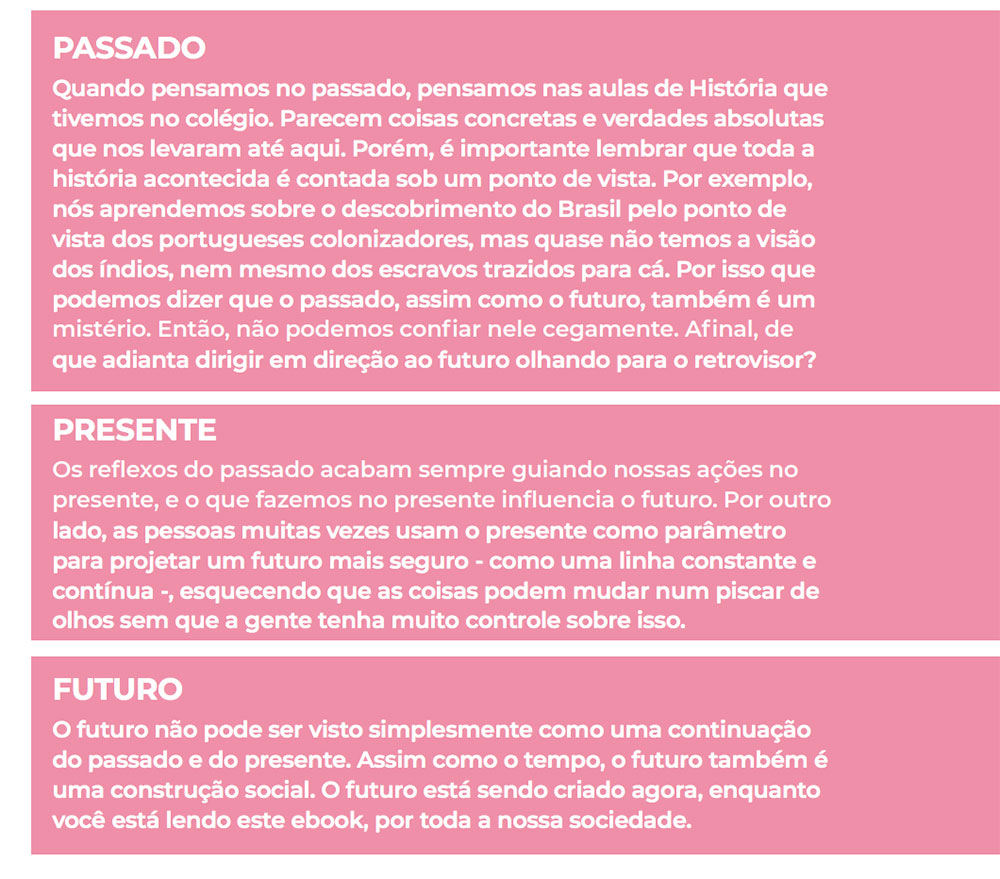 PASSADO
Quando pensamos no passado, pensamos nas aulas de História que
tivemos no colégio. Parecem coisas concretas e verdades absolutas
que nos levaram até aqui. Porém, é importante lembrar que toda a
história acontecida é contada sob um ponto de vista. Por exemplo,
nós aprendemos sobre o descobrimento do Brasil pelo ponto de
vista dos portugueses colonizadores, mas quase não temos a visão
dos índios, nem mesmo dos escravos trazidos para cá. Por isso que
podemos dizer que o passado, assim como o futuro, também é um
mistério. Então, não podemos confiar nele cegamente. Afinal, de
que adianta dirigir em direção ao futuro olhando para o retrovisor?
PRESENTE
Os reflexos do passado acabam sempre guiando nossas ações no
presente, e o que fazemos no presente influencia o futuro. Por outro
lado, as pessoas muitas vezes usam o presente como parâmetro
para projetar um futuro mais seguro - como uma linha constante e
contínua -, esquecendo que as coisas podem mudar num piscar de
olhos sem que a gente tenha muito controle sobre isso.
FUTURO
O futuro não pode ser visto simplesmente como uma continuação
do passado e do presente. Assim como o tempo, o futuro também é
uma construção social. O futuro está sendo criado agora, enquanto
você está lendo este ebook, por toda a nossa sociedade.